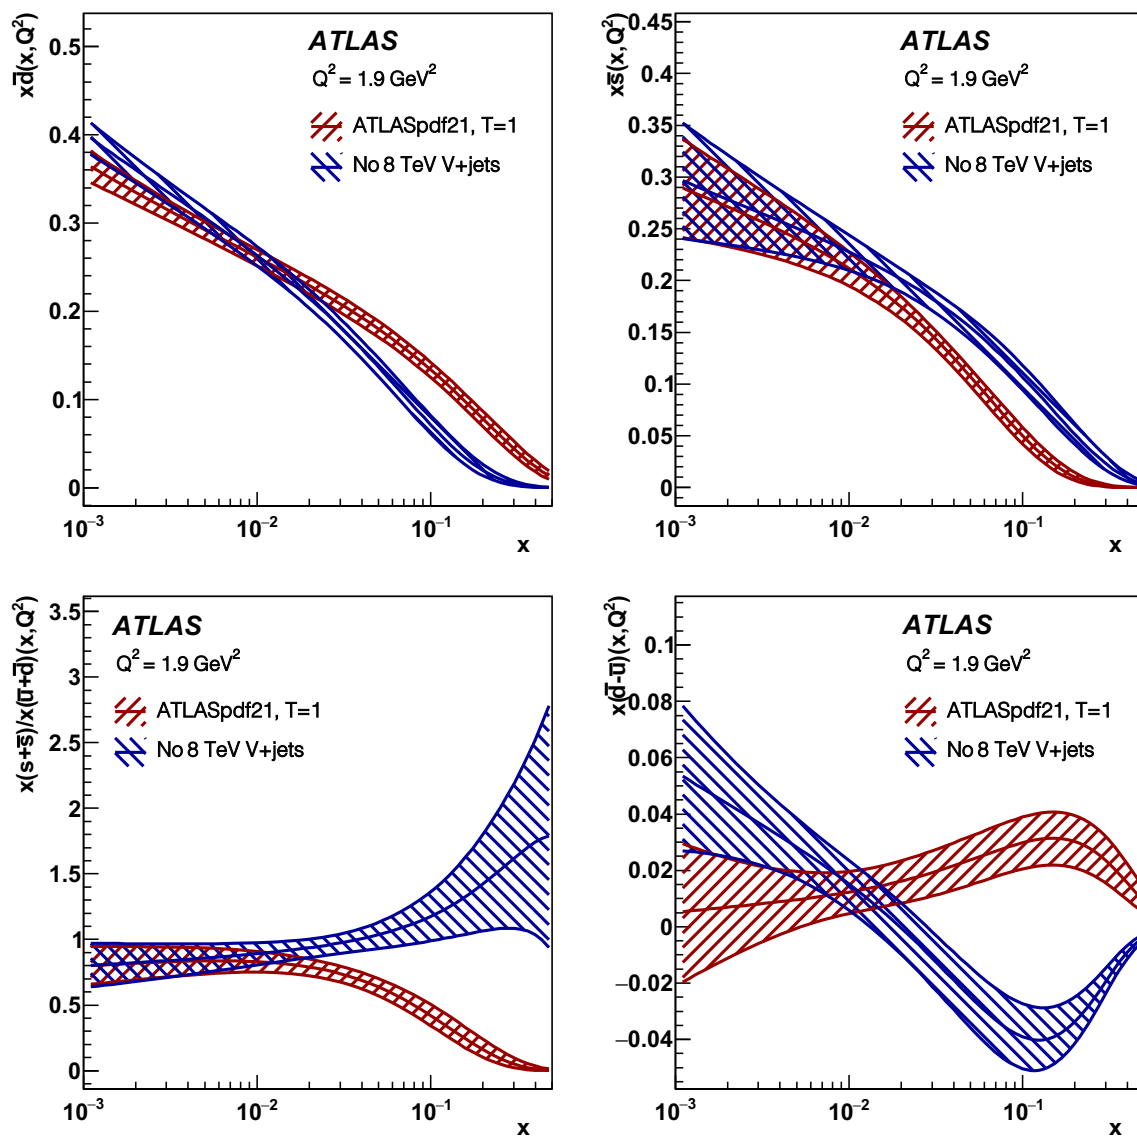 xd̅(x,Q²)
0.5
0.4
0.3
0.2
0.1
0
10⁻³
10⁻²
10⁻¹
x
ATLAS
Q² = 1.9 GeV²
ATLASpdf21, T=1
No 8 TeV V+jets
xs̅(x,Q²)
0.45
0.4
0.35
0.3
0.25
0.2
0.15
0.1
0.05
0
10⁻³
10⁻²
10⁻¹
x
ATLAS
Q² = 1.9 GeV²
ATLASpdf21, T=1
No 8 TeV V+jets
x(s+s̅)/x(u̅+d̅)(x,Q²)
3.5
3
2.5
2
1.5
1
0.5
0
10⁻³
10⁻²
10⁻¹
x
ATLAS
Q² = 1.9 GeV²
ATLASpdf21, T=1
No 8 TeV V+jets
x(d̅-u̅)(x,Q²)
0.1
0.08
0.06
0.04
0.02
0
−0.02
−0.04
10⁻³
10⁻²
10⁻¹
x
ATLAS
Q² = 1.9 GeV²
ATLASpdf21, T=1
No 8 TeV V+jets